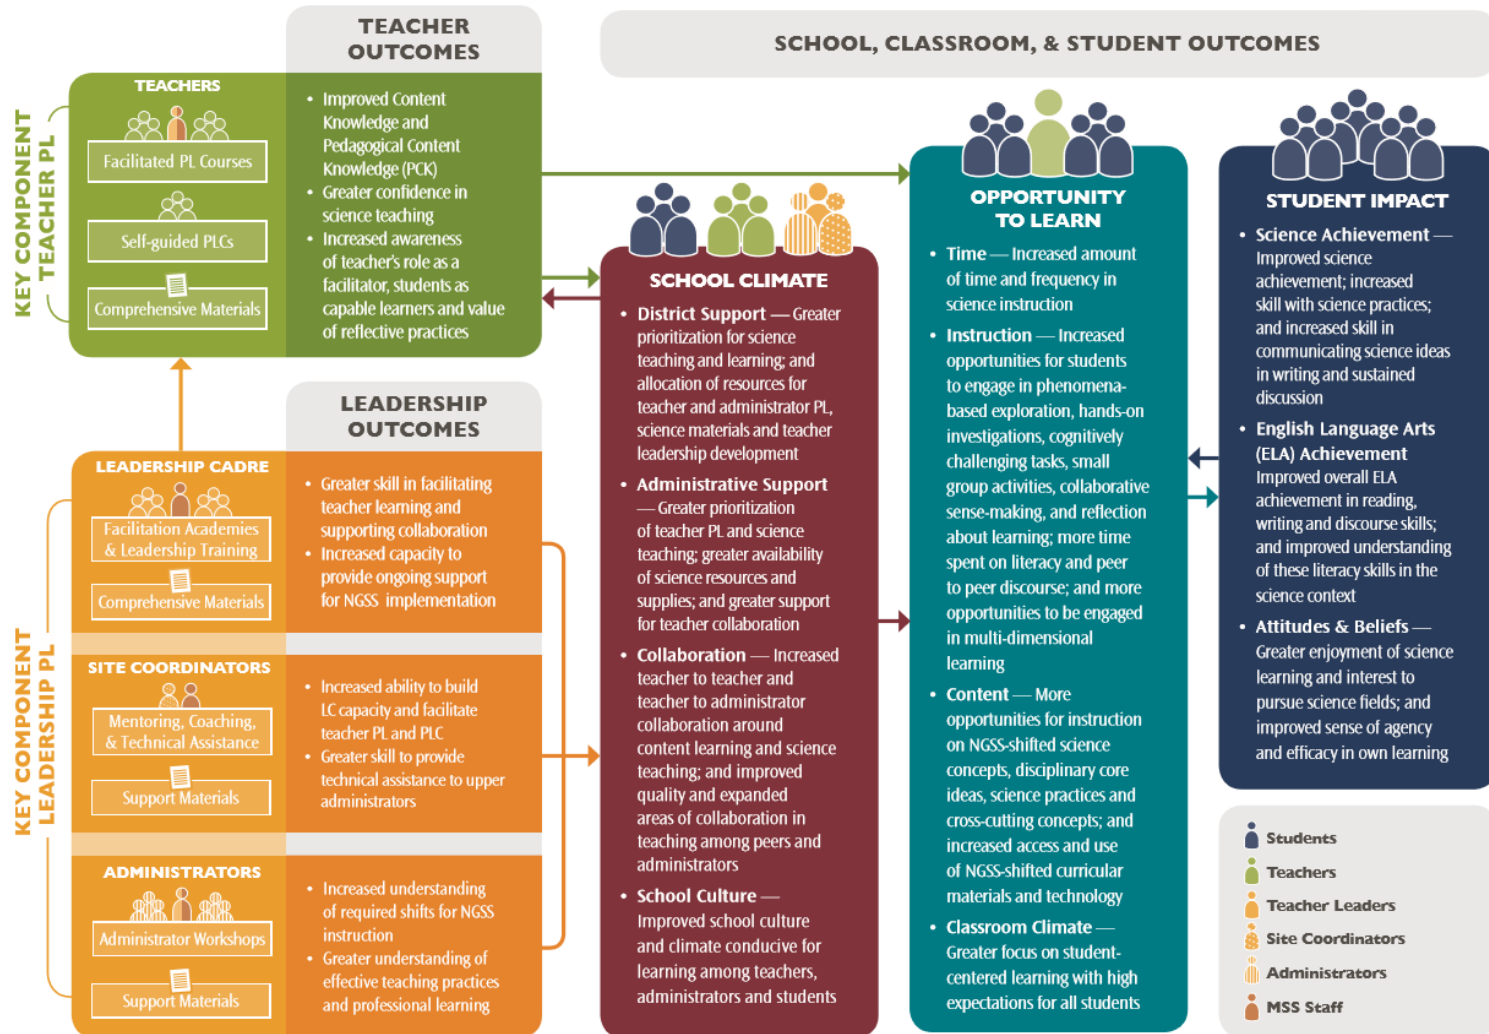 TEACHER
OUTCOMES
SCHOOL, CLASSROOM, & STUDENT OUTCOMES
KEY COMPONENT
TEACHER PL
TEACHERS
Facilitated PL Courses
Self-guided PLCs
Comprehensive Materials
• Improved Content
Knowledge and
Pedagogical Content
Knowledge (PCK)
• Greater confidence in
science teaching
• Increased awareness
of teacher's role as a
facilitator, students as
capable learners and value
of reflective practices
LEADERSHIP
OUTCOMES
KEY COMPONENT
LEADERSHIP PL
LEADERSHIP CADRE
Facilitation Academies
& Leadership Training
Comprehensive Materials
• Greater skill in facilitating
teacher learning and
supporting collaboration
• Increased capacity to
provide ongoing support
for NGSS implementation
SITE COORDINATORS
Mentoring, Coaching,
& Technical Assistance
Support Materials
• Increased ability to build
LC capacity and facilitate
teacher PL and PLC
• Greater skill to provide
technical assistance to upper
administrators
ADMINISTRATORS
Administrator Workshops
Support Materials
• Increased understanding
of required shifts for NGSS
instruction
• Greater understanding of
effective teaching practices
and professional learning
SCHOOL CLIMATE
• District Support — Greater
prioritization for science
teaching and learning; and
allocation of resources for
teacher and administrator PL,
science materials and teacher
leadership development
• Administrative Support
— Greater prioritization
of teacher PL and science
teaching; greater availability
of science resources and
supplies; and greater support
for teacher collaboration
• Collaboration — Increased
teacher to teacher and
teacher to administrator
collaboration around
content learning and science
teaching; and improved
quality and expanded
areas of collaboration in
teaching among peers and
administrators
• School Culture —
Improved school culture
and climate conducive for
learning among teachers,
administrators and students
OPPORTUNITY
TO LEARN
• Time — Increased amount
of time and frequency in
science instruction
• Instruction — Increased
opportunities for students
to engage in phenomena-
based exploration, hands-on
investigations, cognitively
challenging tasks, small
group activities, collaborative
sense-making, and reflection
about learning; more time
spent on literacy and peer
to peer discourse; and more
opportunities to be engaged
in multi-dimensional
learning
• Content — More
opportunities for instruction
on NGSS-shifted science
concepts, disciplinary core
ideas, science practices and
cross-cutting concepts; and
increased access and use
of NGSS-shifted curricular
materials and technology
• Classroom Climate —
Greater focus on student-
centered learning with high
expectations for all students
STUDENT IMPACT
• Science Achievement —
Improved science
achievement; increased
skill with science practices;
and increased skill in
communicating science ideas
in writing and sustained
discussion
• English Language Arts
(ELA) Achievement
Improved overall ELA
achievement in reading,
writing and discourse skills;
and improved understanding
of these literacy skills in the
science context
• Attitudes & Beliefs —
Greater enjoyment of science
learning and interest to
pursue science fields; and
improved sense of agency
and efficacy in own learning
Students
Teachers
Teacher Leaders
Site Coordinators
Administrators
MSS Staff